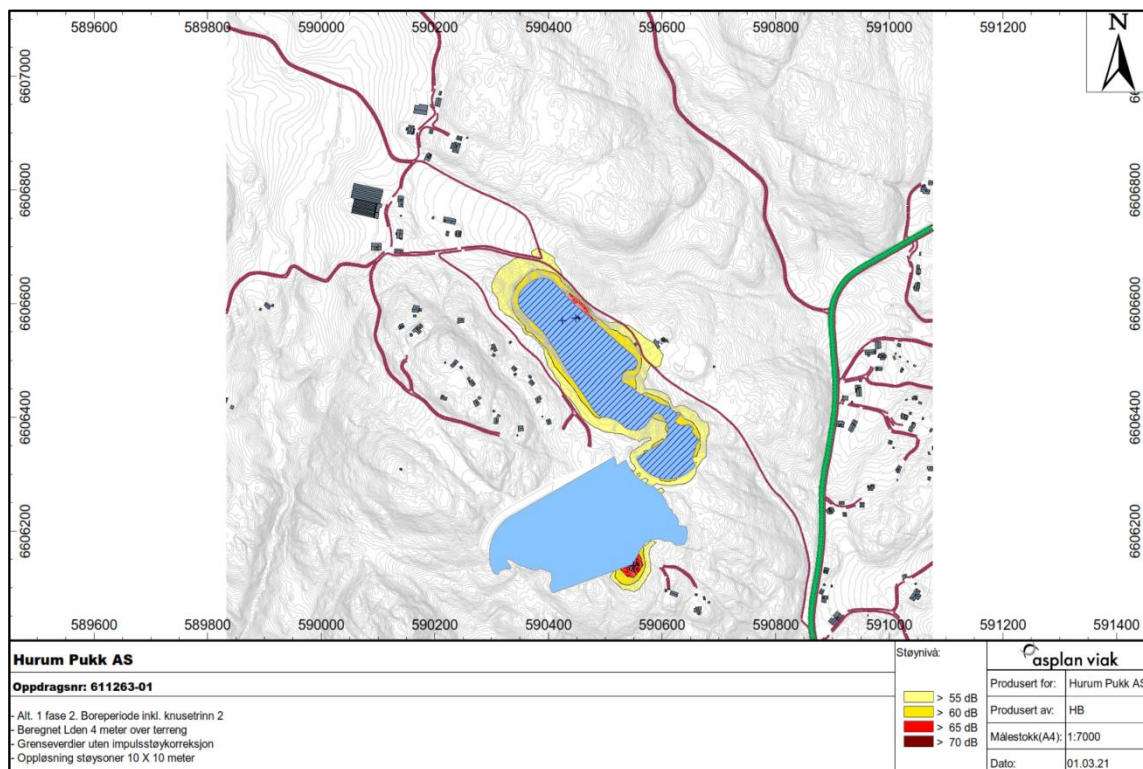 589600 589800 590000 590200 590400 590600 590800 591000 591200
N
6607000
6606800 6606800
6606600 6606600
6606400 6606400
6606200 6606200
589600 589800 590000 590200 590400 590600 590800 591000 591200 591400
Hurum Pukk AS
Oppdragsnr: 611263-01
- Alt. 1 fase 2. Boreperiode inkl. knusetrinn 2
- Beregnet Lden 4 meter over terreng
- Grenseverdier uten impulsstøykorreksjon
- Oppløsning støysoner 10 X 10 meter
Støynivå:
> 55 dB
> 60 dB
> 65 dB
> 70 dB
asplan viak
Produsert for: Hurum Pukk AS
Produsert av: HB
Målestokk(A4): 1:7000
Dato: 01.03.21